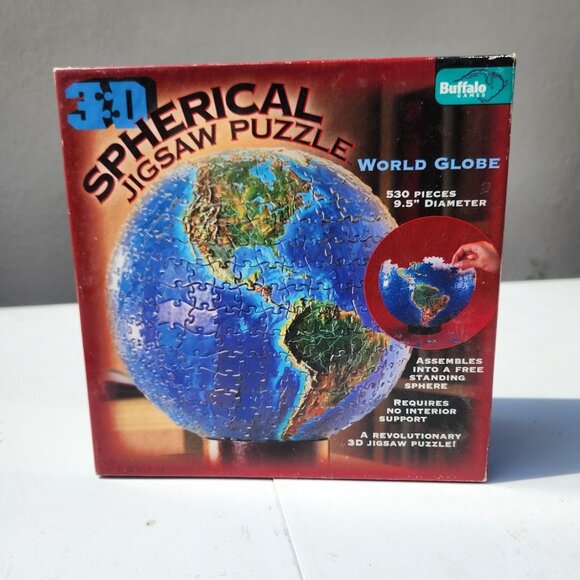 3-D
SPHERICAL
JIGSAW PUZZLE
Buffalo
GAMES
WORLD GLOBE
530 PIECES
9.5" DIAMETER
ASSEMBLES
INTO A FREE
STANDING
SPHERE
REQUIRES
NO INTERIOR
SUPPORT
A REVOLUTIONARY
3D JIGSAW PUZZLE!